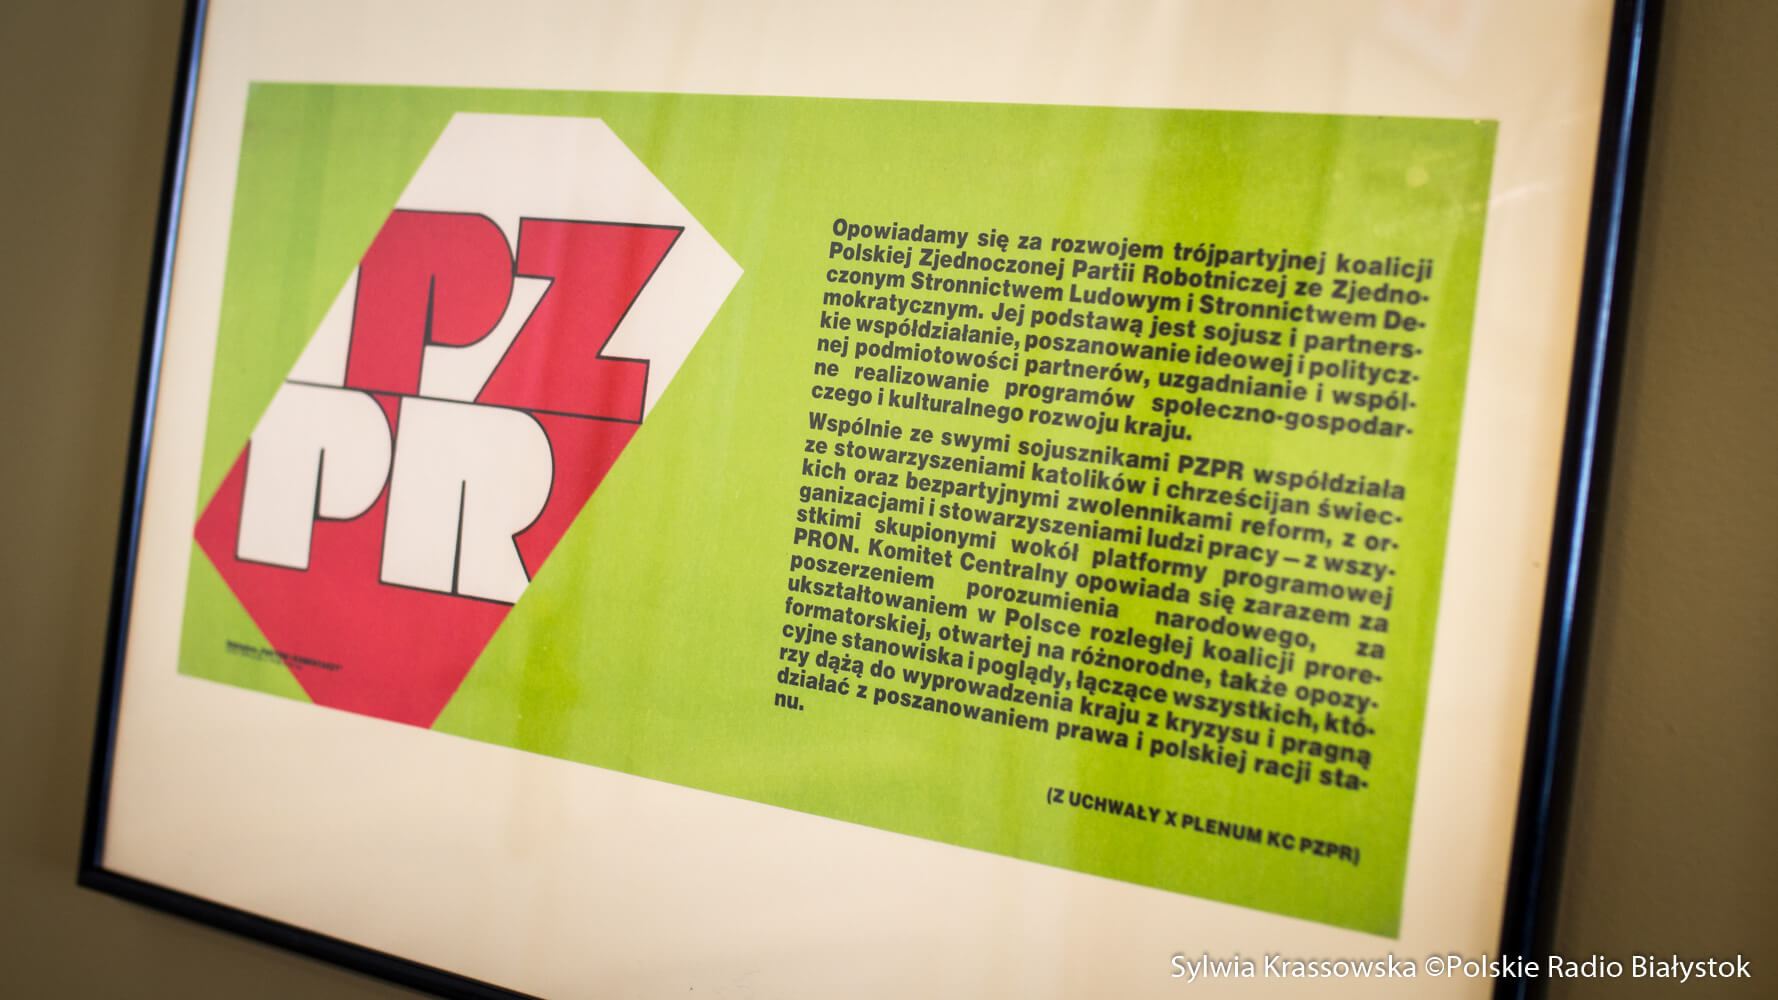 PZ
PR
Opowiadamy się za rozwojem trójpartyjnej koalicji
Polskiej Zjednoczonej Partii Robotniczej ze Zjedno-
czonym Stronnictwem Ludowym i Stronnictwem De-
mokratycznym. Jej podstawą jest sojusz i partners-
kie współdziałanie, poszanowanie ideowej i politycz-
nej podmiotowości partnerów, uzgadnianie i wspól-
ne realizowanie programów społeczno-gospodar-
czego i kulturalnego rozwoju kraju.
Wspólnie ze swymi sojusznikami PZPR współdziała
ze stowarzyszeniami katolików i chrześcijan świec-
kich oraz bezpartyjnymi zwolennikami reform, z or-
ganizacjami i stowarzyszeniami ludzi pracy – z wszy-
stkimi skupionymi wokół platformy programowej
PRON. Komitet Centralny opowiada się zarazem za
poszerzeniem porozumienia narodowego, za
ukształtowaniem w Polsce rozległej koalicji prore-
formatorskiej, otwartej na różnorodne, także opozy-
cyjne stanowiska i poglądy, łączące wszystkich, któ-
rzy dążą do wyprowadzenia kraju z kryzysu i pragną
działać z poszanowaniem prawa i polskiej racji sta-
nu.
(Z UCHWAŁY X PLENUM KC PZPR)
Sylwia Krassowska ©Polskie Radio Białystok